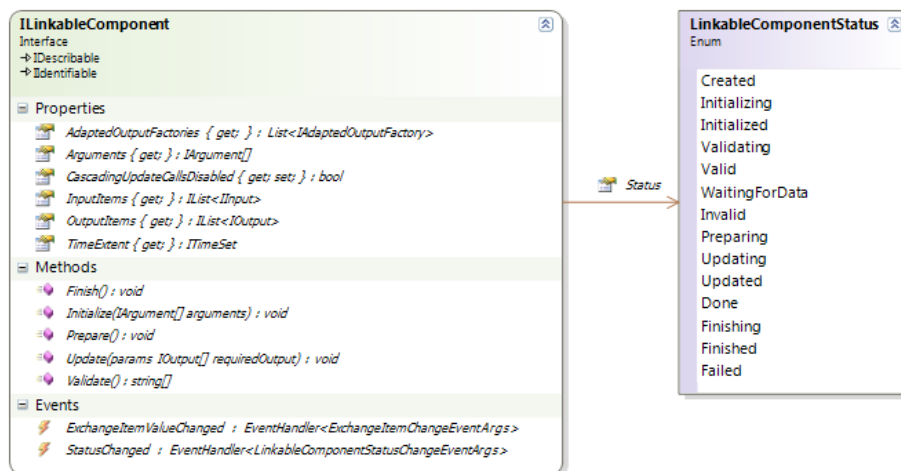 ILinkableComponent
Interface
IDescribable
IIdentifiable
Properties
AdaptedOutputFactories { get; } : List<IAdaptedOutputFactory>
Arguments { get; } : IArgument[]
CascadingUpdateCallsDisabled { get; set; } : bool
InputItems { get; } : IList<IInput>
OutputItems { get; } : IList<IOutput>
TimeExtent { get; } : ITimeSet
Methods
Finish() : void
Initialize(IArgument[] arguments) : void
Prepare() : void
Update(params IOutput[] requiredOutput) : void
Validate() : string[]
Events
ExchangeItemValueChanged : EventHandler<ExchangeItemChangeEventArgs>
StatusChanged : EventHandler<LinkableComponentStatusChangeEventArgs>
Status
LinkableComponentStatus
Enum
Created
Initializing
Initialized
Validating
Valid
WaitingForData
Invalid
Preparing
Updating
Updated
Done
Finishing
Finished
Failed